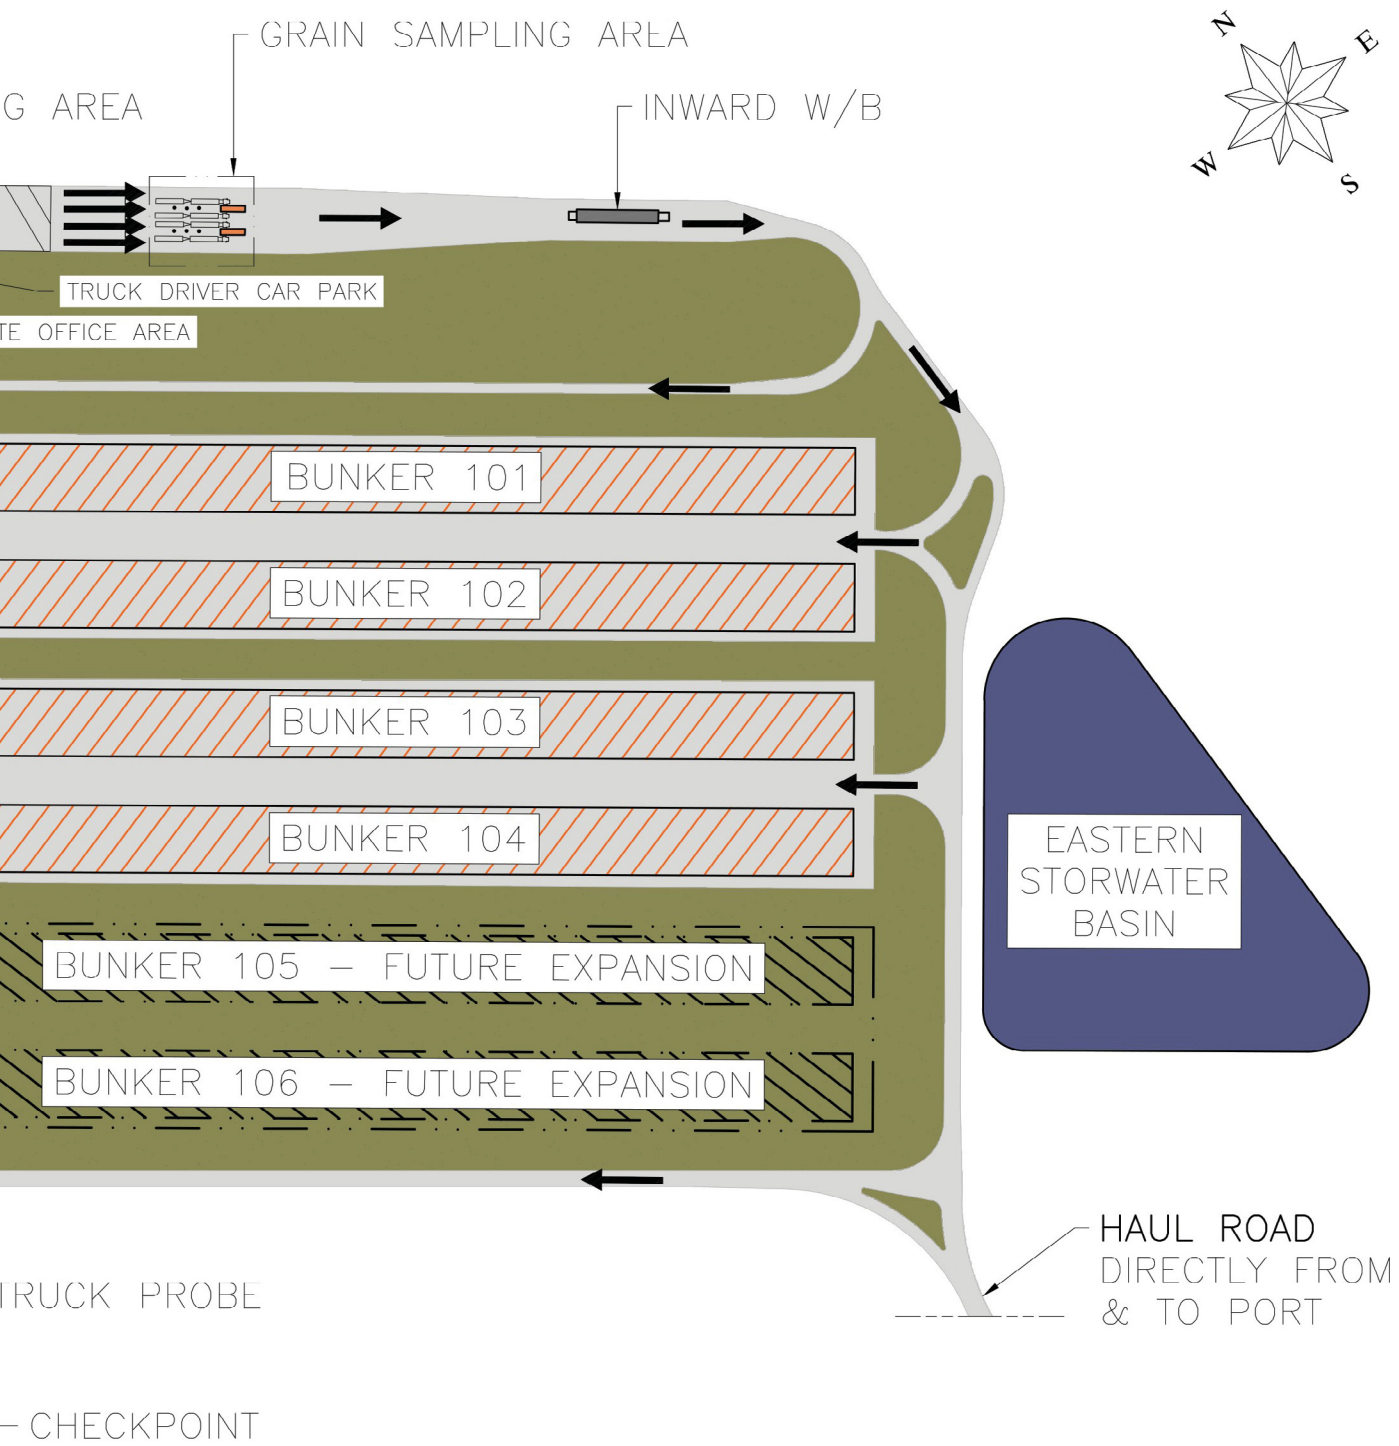 GRAIN SAMPLING AREA
N
E
W
S
G AREA
INWARD W/B
TRUCK DRIVER CAR PARK
TE OFFICE AREA
BUNKER 101
BUNKER 102
BUNKER 103
BUNKER 104
EASTERN
STORWATER
BASIN
BUNKER 105 – FUTURE EXPANSION
BUNKER 106 – FUTURE EXPANSION
HAUL ROAD
DIRECTLY FROM
& TO PORT
TRUCK PROBE
CHECKPOINT